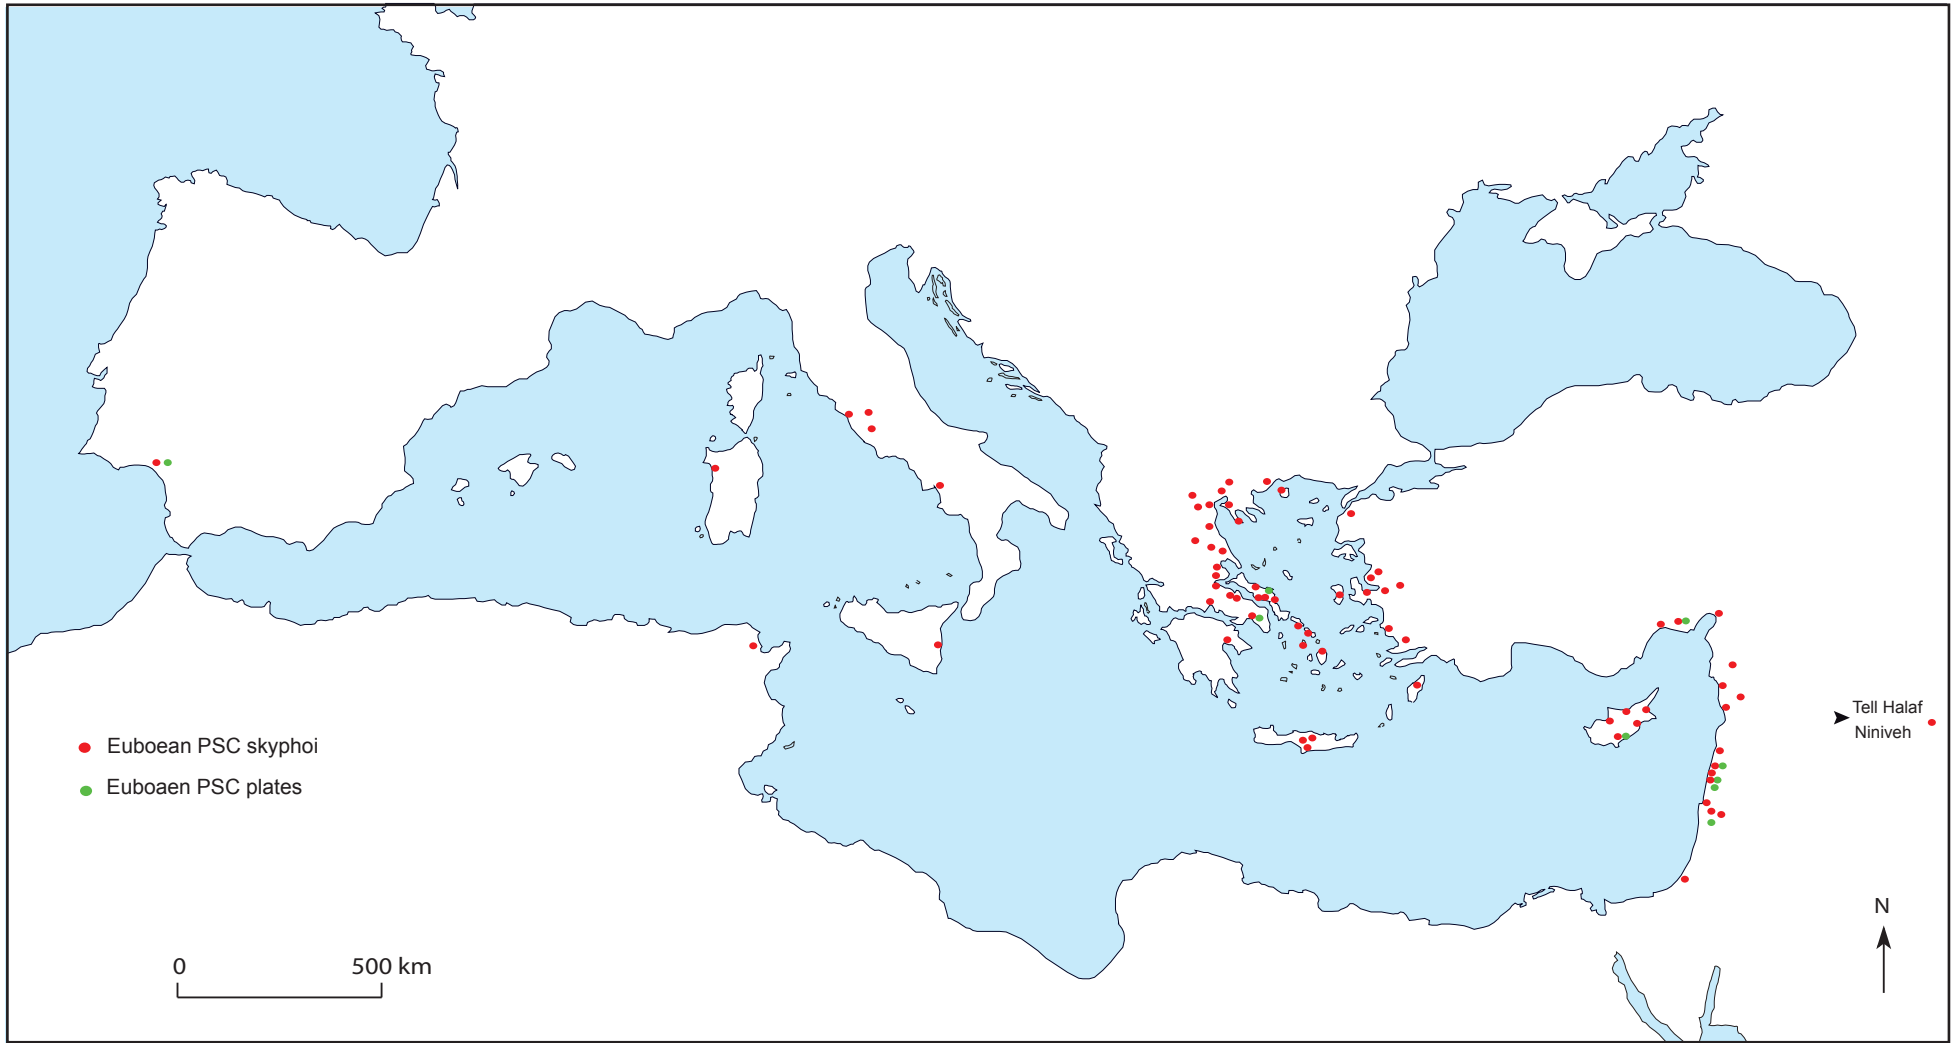 Tell Halaf
Niniveh
Euboean PSC skyphoi
Euboaen PSC plates
N
0 500 km